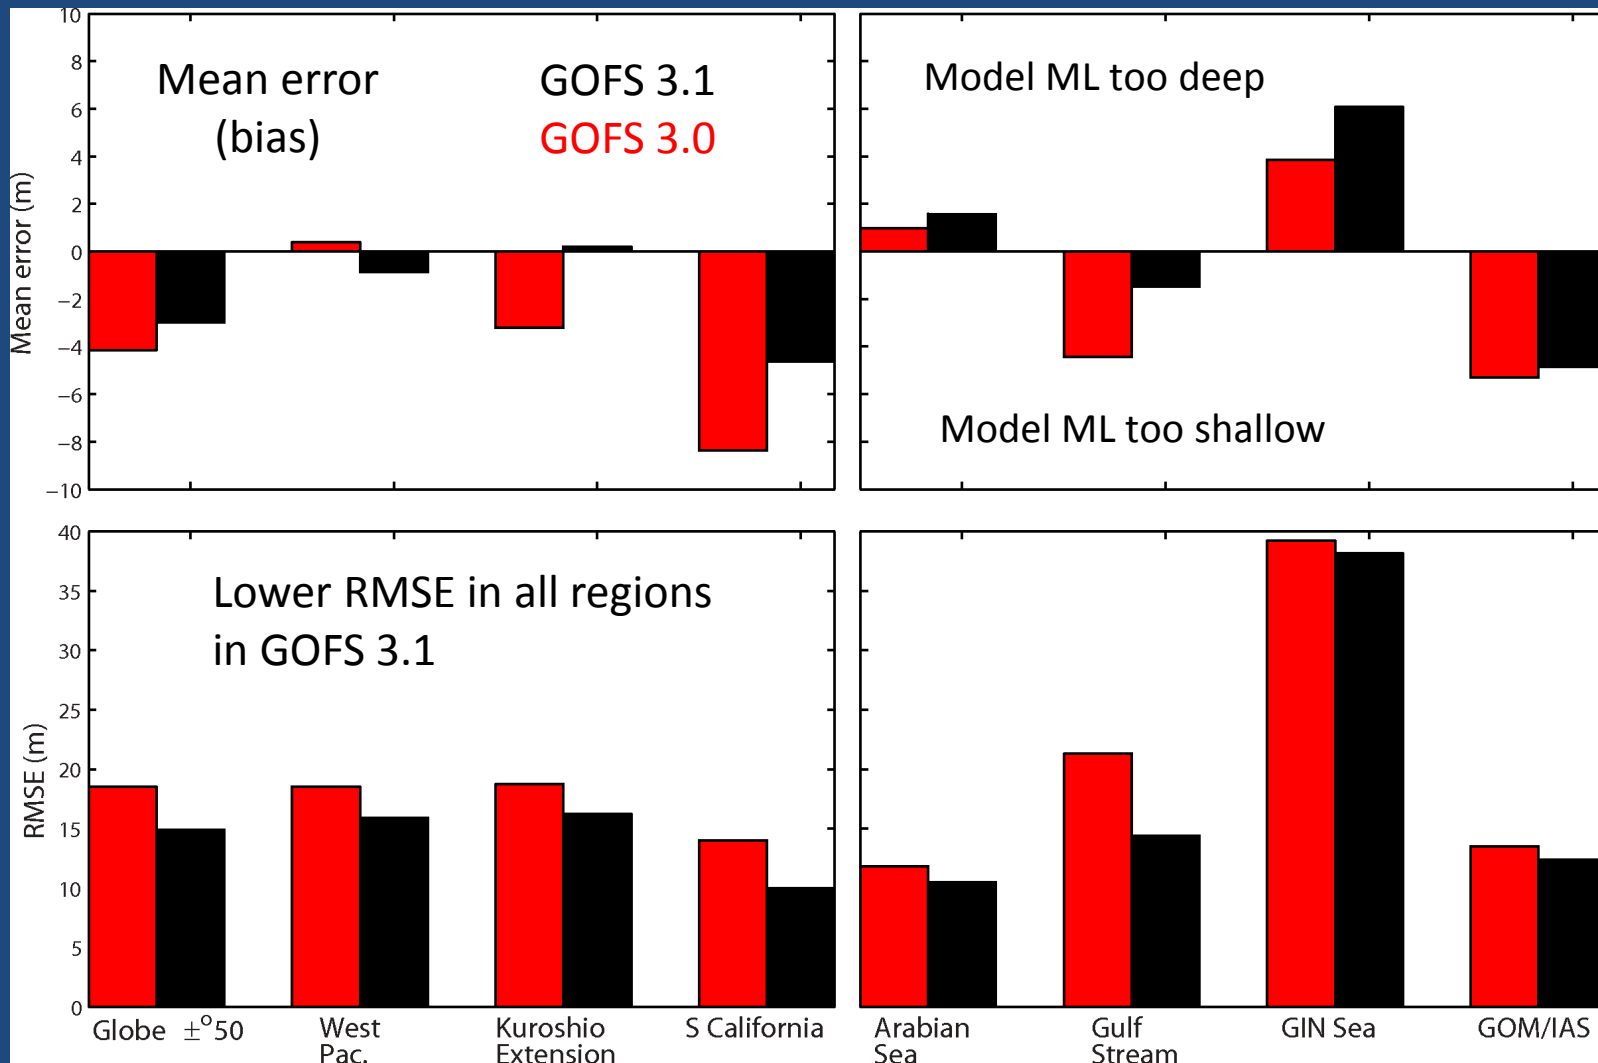 Mean error
(bias)
GOFS 3.1
GOFS 3.0
Model ML too deep
Model ML too shallow
Mean error (m)
10
8
6
4
2
0
−2
−4
−6
−8
−10
Lower RMSE in all regions
in GOFS 3.1
RMSE (m)
40
35
30
25
20
15
10
5
0
Globe ±°50
West
Pac.
Kuroshio
Extension
S California
Arabian
Sea
Gulf
Stream
GIN Sea
GOM/IAS